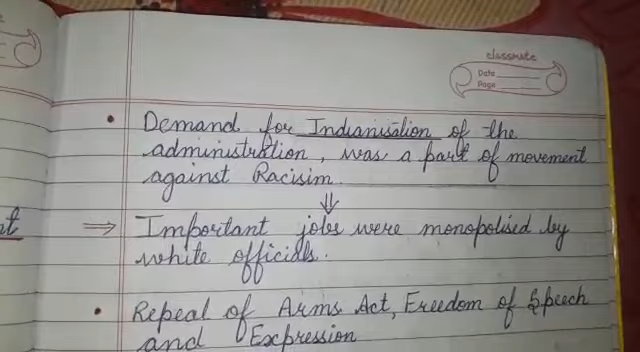 classmate
Date
Page
• Demand for Indianisation of the
administration, was a part of movement
against Racisim
⇓
nt ⇒ Important jobs were monopolised by
white officials.
• Repeal of Arms Act, Freedom of Speech
and Expression